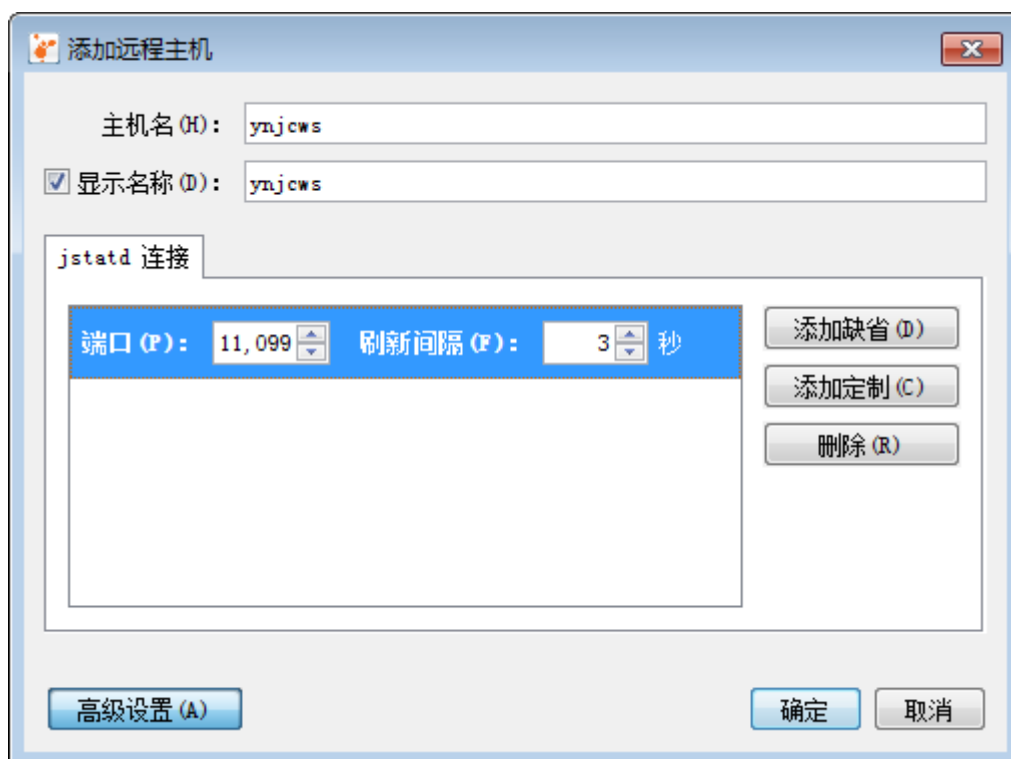 添加远程主机
主机名(H): ynjcws
显示名称(D): ynjcws
jstatd 连接
端口(P): 11,099 刷新间隔(F): 3 秒
添加缺省(D)
添加定制(C)
删除(R)
高级设置(A) 确定 取消